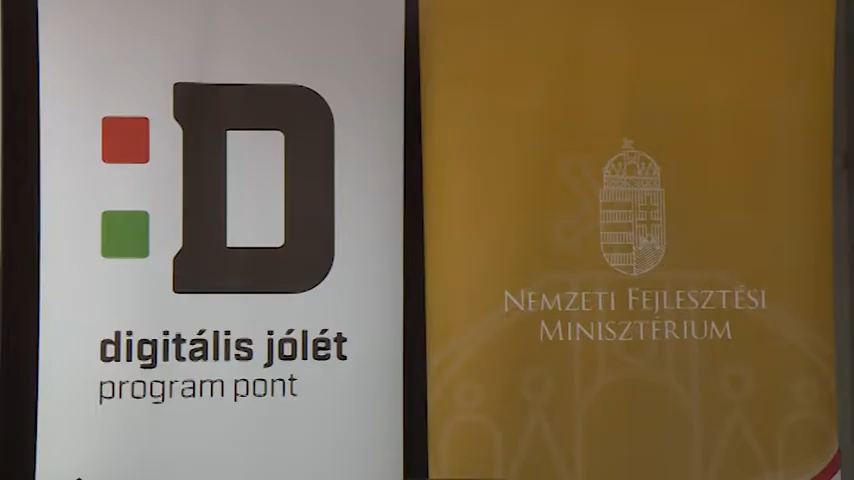 :D
digitális jólét
program pont
NEMZETI FEJLESZTÉSI
MINISZTÉRIUM